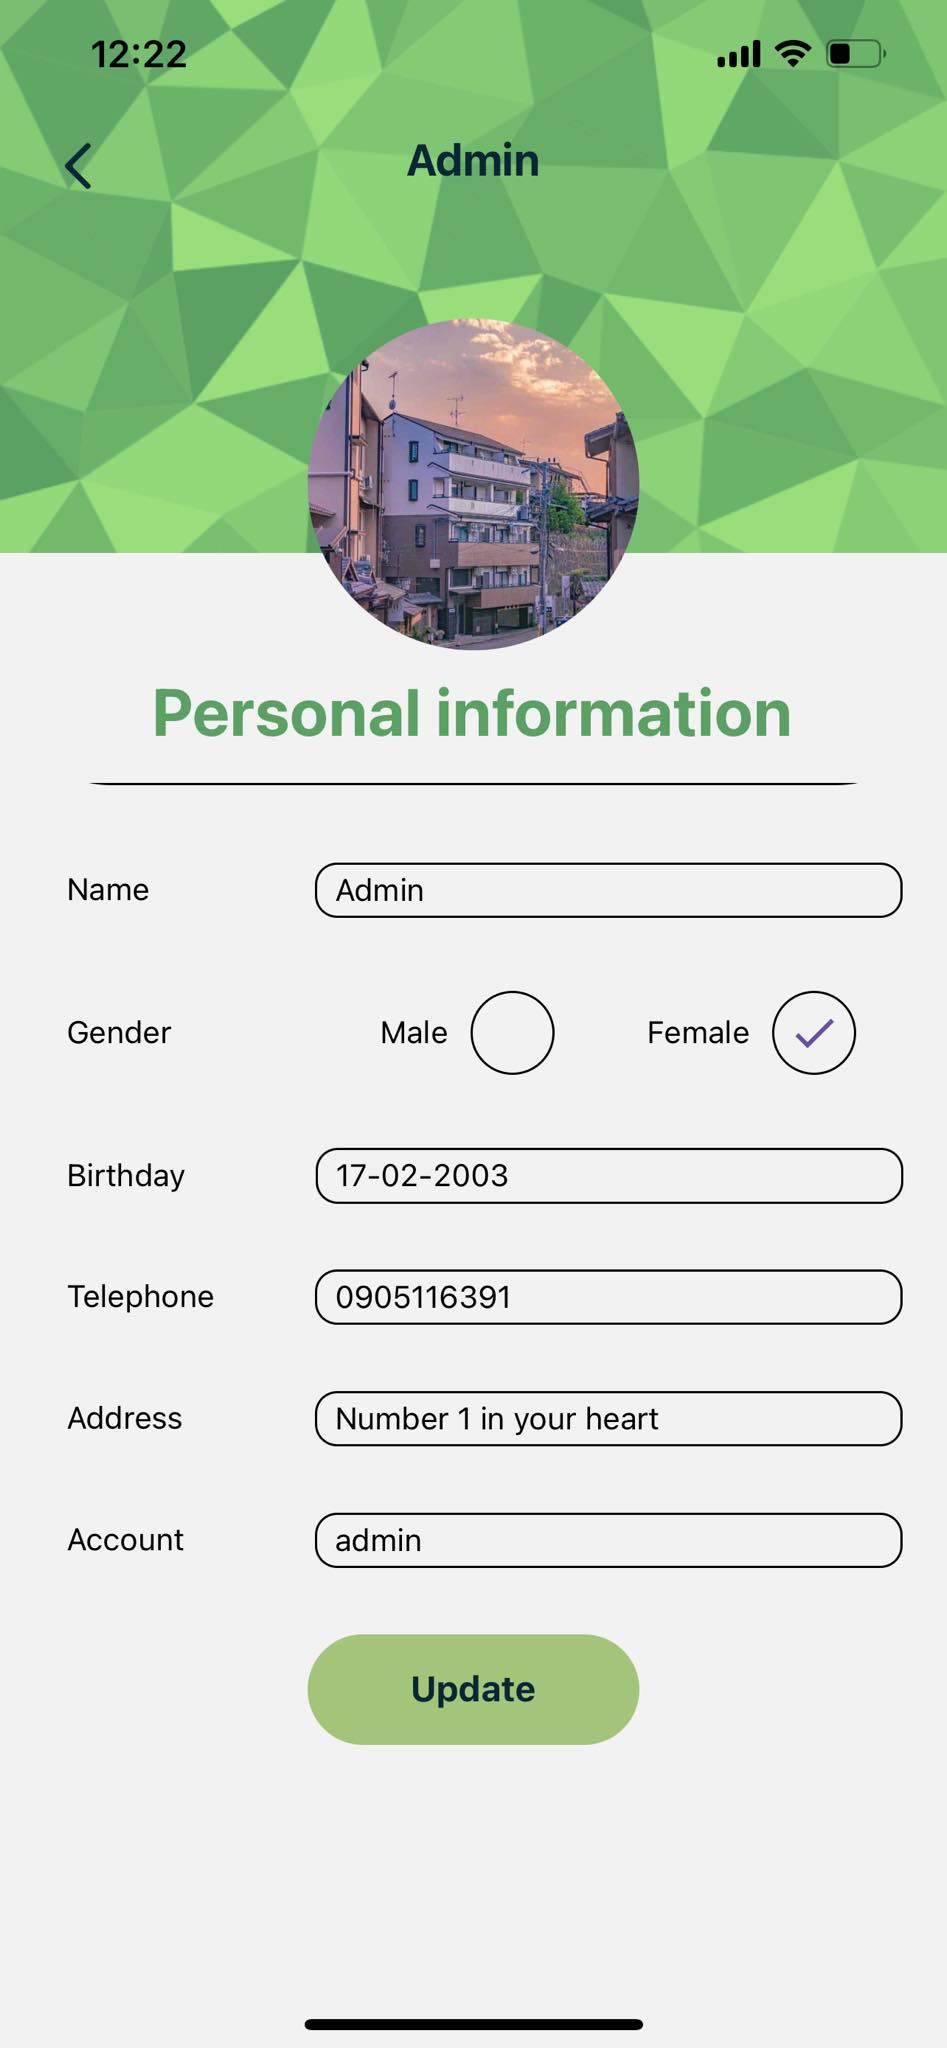 12:22
Admin
Personal information
Name Admin
Gender Male Female
Birthday 17-02-2003
Telephone 0905116391
Address Number 1 in your heart
Account admin
Update